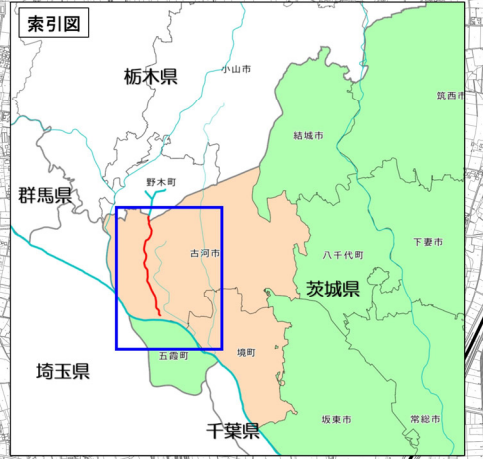 索引図
栃木県
小山市
筑西市
結城市
野木町
群馬県
古河市
八千代町
下妻市
茨城県
五霞町
境町
埼玉県
坂東市
常総市
千葉県